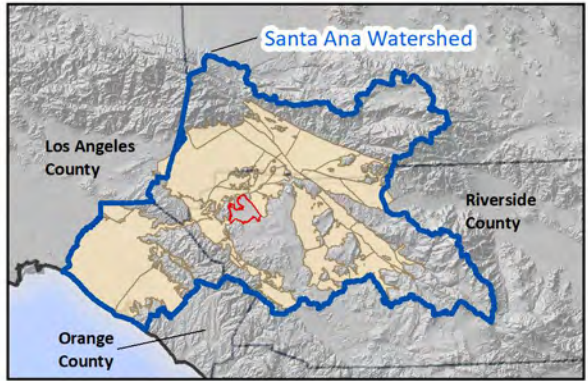 Santa Ana Watershed
Los Angeles
County
Riverside
County
Orange
County